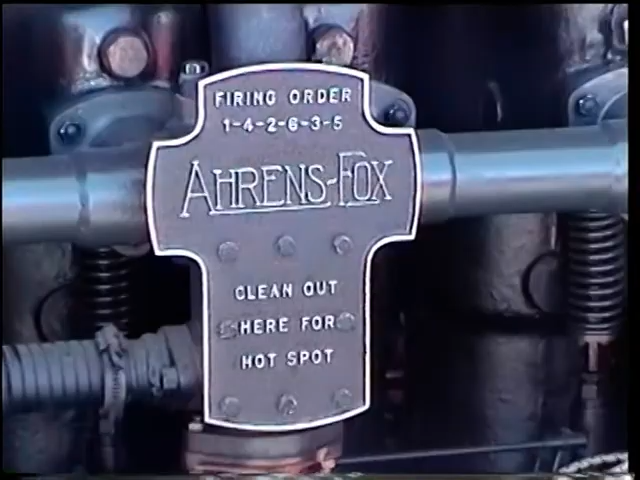 FIRING ORDER
1-4-2-6-3-5
AHRENS-FOX
CLEAN OUT
HERE FOR
HOT SPOT